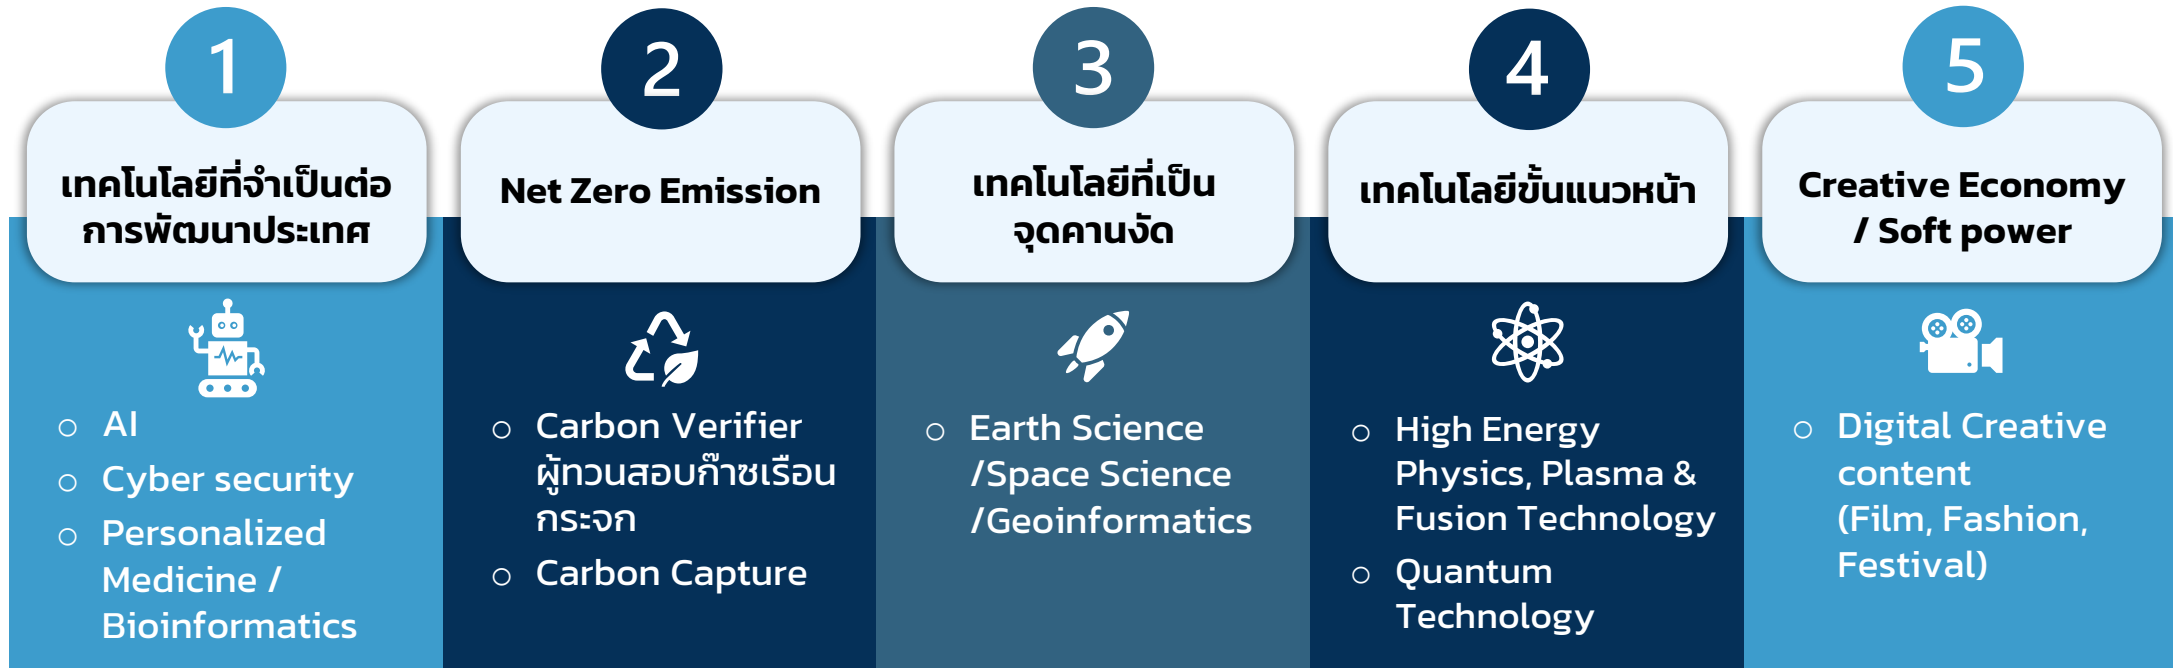 1
เทคโนโลยีที่จำเป็นต่อ
การพัฒนาประเทศ
○ AI
○ Cyber security
○ Personalized
Medicine /
Bioinformatics
2
Net Zero Emission
○ Carbon Verifier
ผู้ทวนสอบก๊าซเรือน
กระจก
○ Carbon Capture
3
เทคโนโลยีที่เป็น
จุดคานงัด
○ Earth Science
/Space Science
/Geoinformatics
4
เทคโนโลยีขั้นแนวหน้า
○ High Energy
Physics, Plasma &
Fusion Technology
○ Quantum
Technology
5
Creative Economy
/ Soft power
○ Digital Creative
content
(Film, Fashion,
Festival)